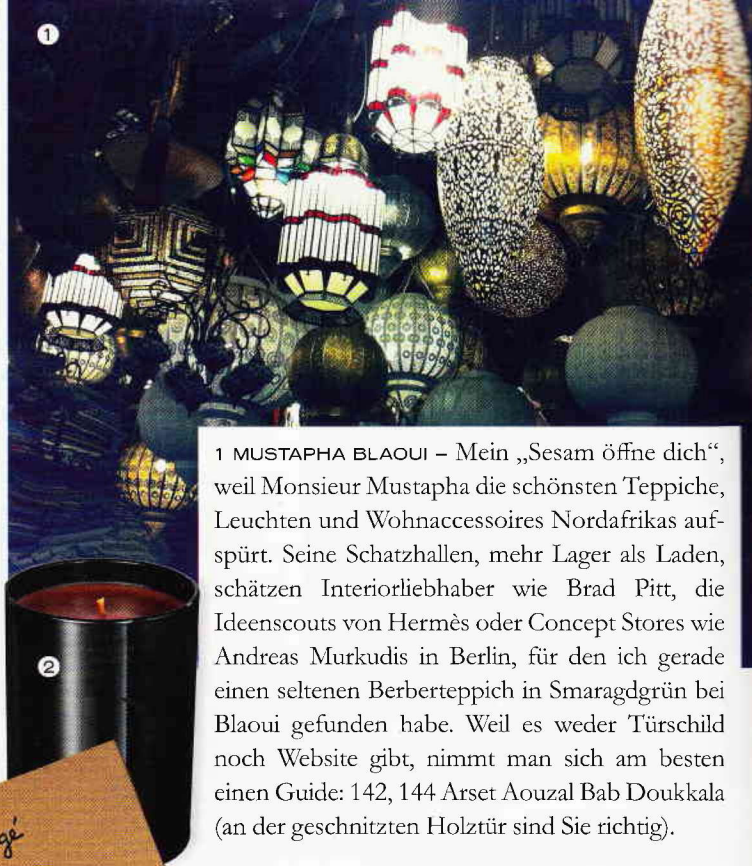 1
1 MUSTAPHA BLAOUI – Mein „Sesam öffne dich“,
weil Monsieur Mustapha die schönsten Teppiche,
Leuchten und Wohnaccessoires Nordafrikas auf-
spürt. Seine Schatzhallen, mehr Lager als Laden,
schätzen Interiorliebhaber wie Brad Pitt, die
Ideenscouts von Hermès oder Concept Stores wie
Andreas Murkudis in Berlin, für den ich gerade
einen seltenen Berberteppich in Smaragdgrün bei
Blaoui gefunden habe. Weil es weder Türschild
noch Website gibt, nimmt man sich am besten
einen Guide: 142, 144 Arset Aouzal Bab Doukkala
(an der geschnitzten Holztür sind Sie richtig).
2